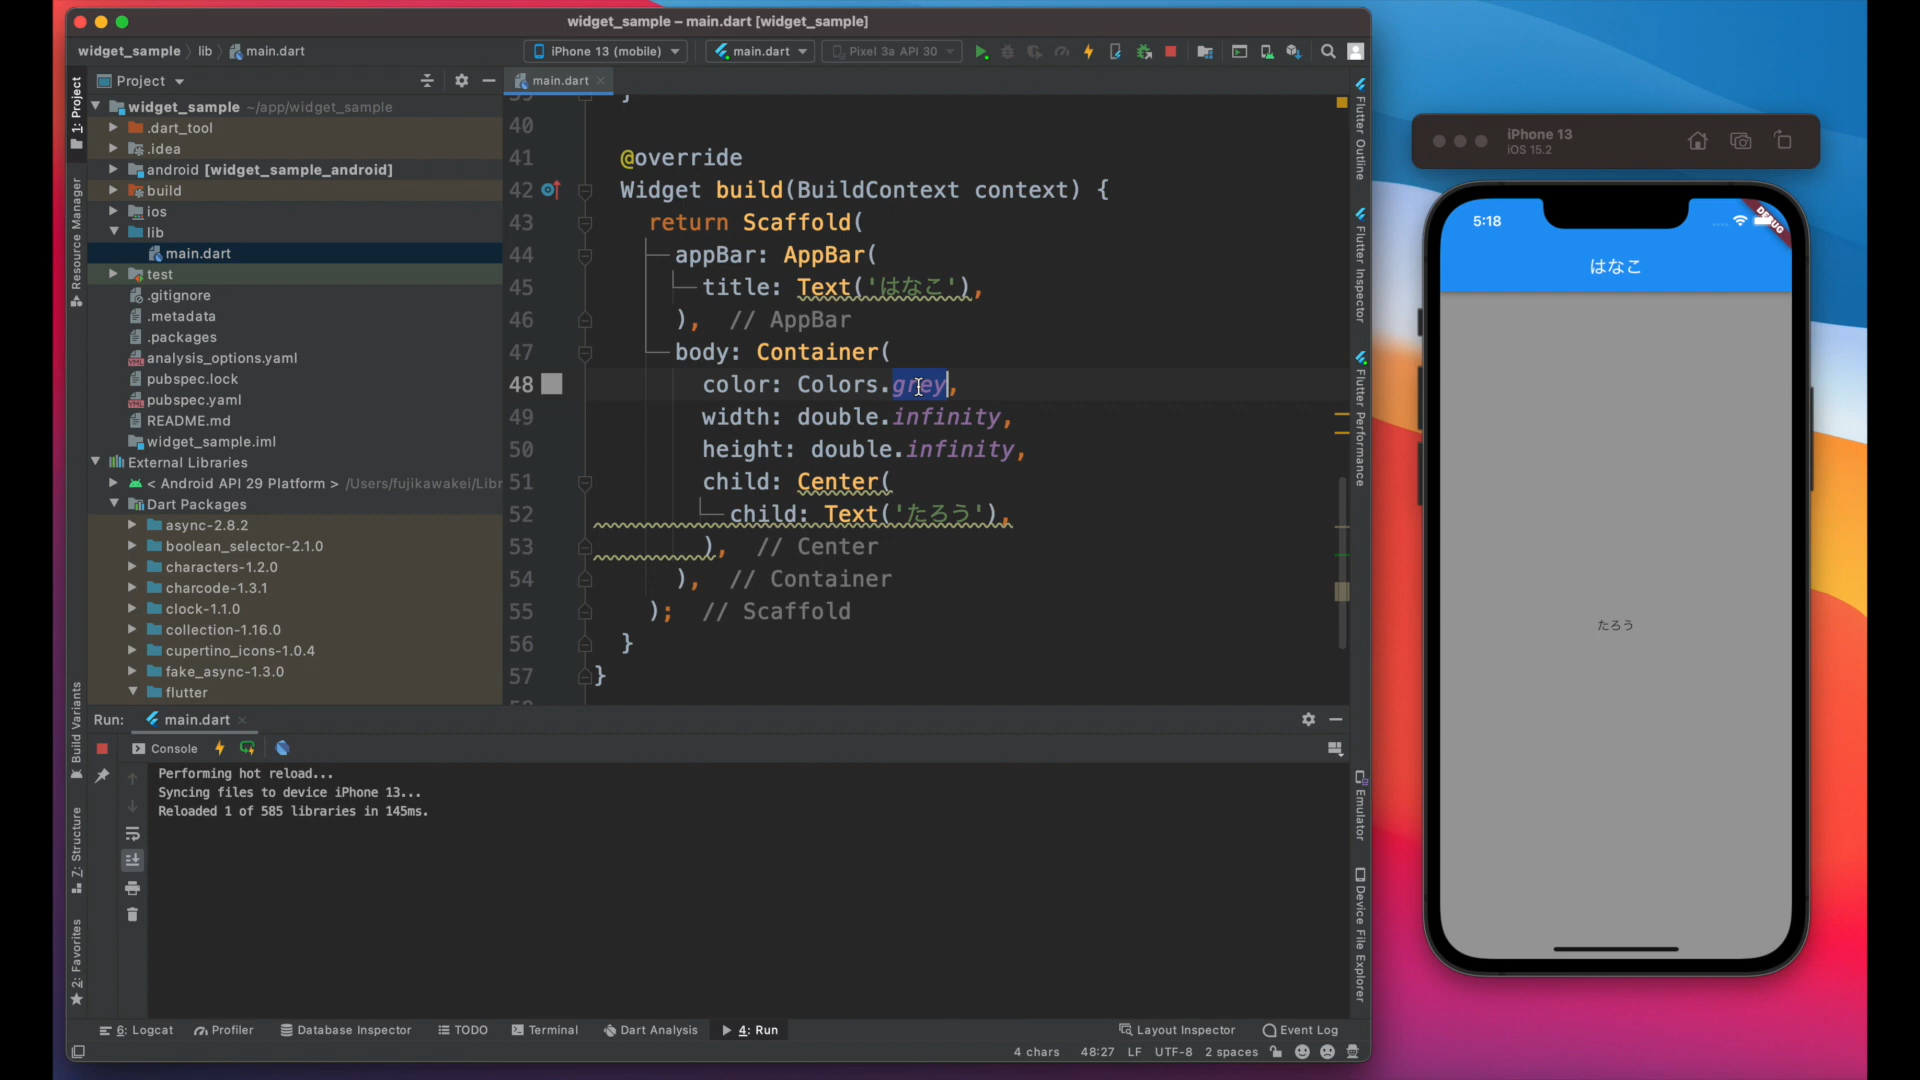 widget_sample – main.dart [widget_sample]
widget_sample
lib
main.dart
iPhone 13 (mobile)
main.dart
Pixel 3a API 30
Project
main.dart
1: Project
Resource Manager
Build Variants
7: Structure
2: Favorites
widget_sample ~/app/widget_sample
.dart_tool
.idea
android [widget_sample_android]
build
ios
lib
main.dart
test
.gitignore
.metadata
.packages
analysis_options.yaml
pubspec.lock
pubspec.yaml
README.md
widget_sample.iml
External Libraries
< Android API 29 Platform > /Users/fujikawakei/Libr
Dart Packages
async-2.8.2
boolean_selector-2.1.0
characters-1.2.0
charcode-1.3.1
clock-1.1.0
collection-1.16.0
cupertino_icons-1.0.4
fake_async-1.3.0
flutter
40
41 @override
42 Widget build(BuildContext context) {
43 return Scaffold(
44 appBar: AppBar(
45 title: Text('はなこ'),
46 ), // AppBar
47 body: Container(
48 color: Colors.grey,
49 width: double.infinity,
50 height: double.infinity,
51 child: Center(
52 child: Text('たろう'),
53 ), // Center
54 ), // Container
55 ); // Scaffold
56 }
57 }
Flutter Outline
Flutter Inspector
Flutter Performance
Emulator
Device File Explorer
Run: main.dart
Console
Performing hot reload...
Syncing files to device iPhone 13...
Reloaded 1 of 585 libraries in 145ms.
6: Logcat
Profiler
Database Inspector
TODO
Terminal
Dart Analysis
4: Run
Layout Inspector
Event Log
4 chars
48:27
LF
UTF-8
2 spaces
iPhone 13
iOS 15.2
5:18
DEBUG
はなこ
たろう